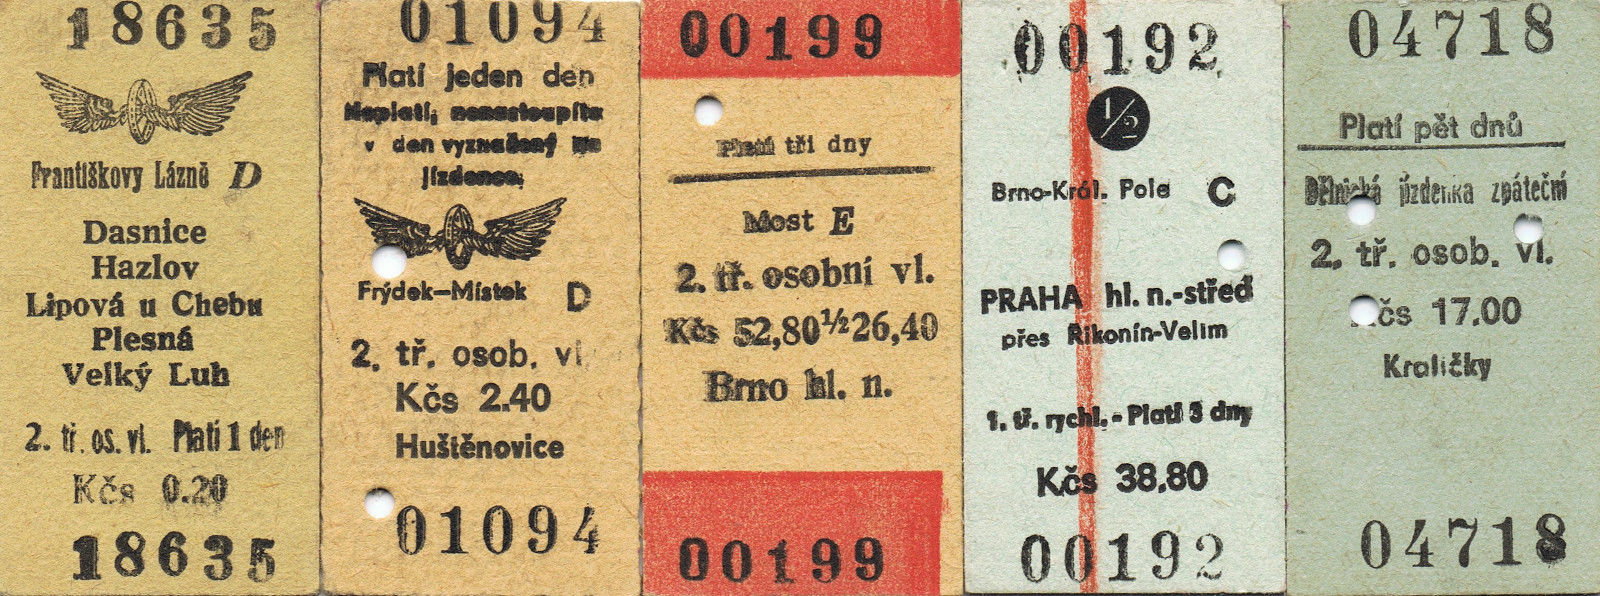 18635
Františkovy Lázně D
Dasnice
Hazlov
Lipová u Chebu
Plesná
Velký Luh
2. tř. os. vl. Platí 1 den
Kčs 0.20
18635
01094
Platí jeden den
Neplatí, nenastoupíte
v den vyznačený na
jízdence.
Frýdek-Místek D
2. tř. osob. vl.
Kčs 2.40
Huštěnovice
01094
00199
Platí tři dny
Most E
2. tř. osobní vl.
Kčs 52,80 ½ 26,40
Brno hl. n.
00199
00192
1/2
Brno-Král. Pole C
PRAHA hl. n.-střed
přes Řikonín-Velim
1. tř. rychl. - Platí 3 dny
Kčs 38,80
00192
04718
Platí pět dnů
Dělnická jízdenka zpáteční
2. tř. osob. vl.
Kčs 17.00
Kraličky
04718